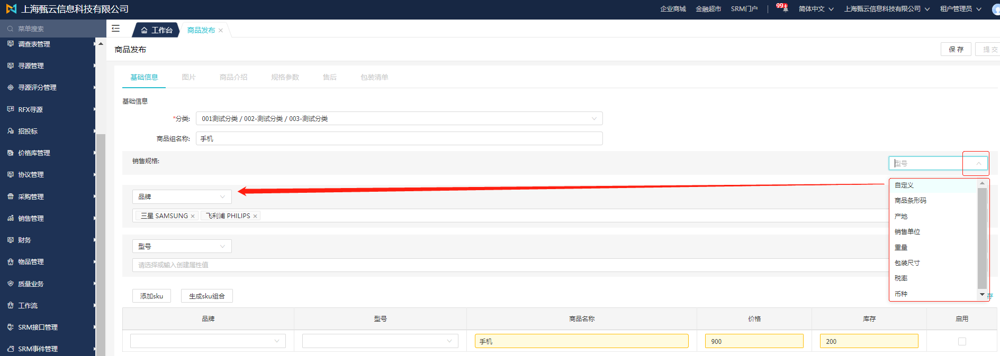 上海甄云信息科技有限公司
企业商城 金融超市 SRM门户 99+ 简体中文 上海甄云信息科技有限公司 租户管理员
菜单搜索
工作台 商品发布
调查表管理
寻源管理
寻源评分管理
RFX寻源
招投标
价格库管理
协议管理
采购管理
销售管理
财务
物品管理
质量业务
工作流
SRM接口管理
SRM事件管理
商品发布
保 存 提 交
基础信息 图片 商品介绍 规格参数 售后 包装清单
基础信息
*分类: 001测试分类 / 002-测试分类 / 003-测试分类
商品组名称: 手机
销售规格: 型号
自定义
商品条形码
产地
销售单位
重量
包装尺寸
税率
币种
品牌
三星 SAMSUNG × 飞利浦 PHILIPS ×
型号
请选择或输入创建属性值
添加sku 生成sku组合 存
品牌 型号 商品名称 价格 库存 启用
手机 900 200